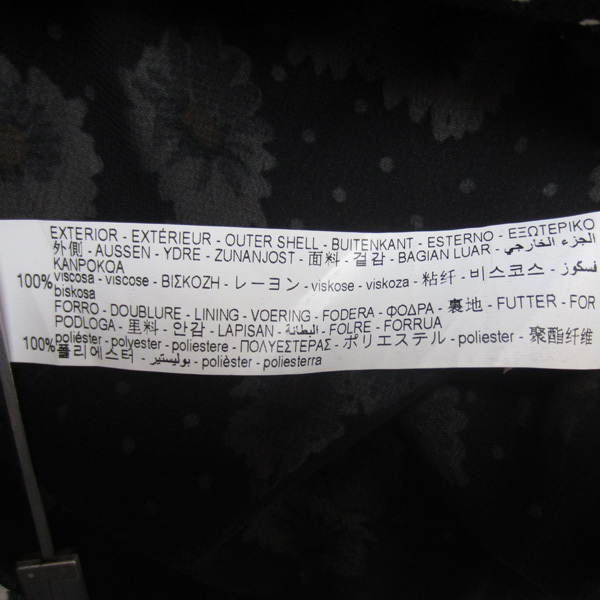 EXTERIOR - EXTÉRIEUR - OUTER SHELL - BUITENKANT - ESTERNO - ΕΞΩΤΕΡΙΚΟ
外側 - AUSSEN - YDRE - ZUNANJOST - 面料 - 겉감 - BAGIAN LUAR - الجزء الخارجي -
KANPOKOA
100% viscosa - viscose - ΒΙΣΚΟΖΗ - レーヨン - viskose - viskoza - 粘纤 - 비스코스 - فسكوز -
biskosa
FORRO - DOUBLURE - LINING - VOERING - FODERA - ΦΟΔΡΑ - 裏地 - FUTTER - FOR
PODLOGA - 里料 - 안감 - LAPISAN - البطانة - FOLRE - FORRUA
100% poliéster - polyester - poliestere - ΠΟΛΥΕΣΤΕΡΑΣ - ポリエステル - poliester - 聚酯纤维
폴리에스터 - بوليستير - polièster - poliesterra